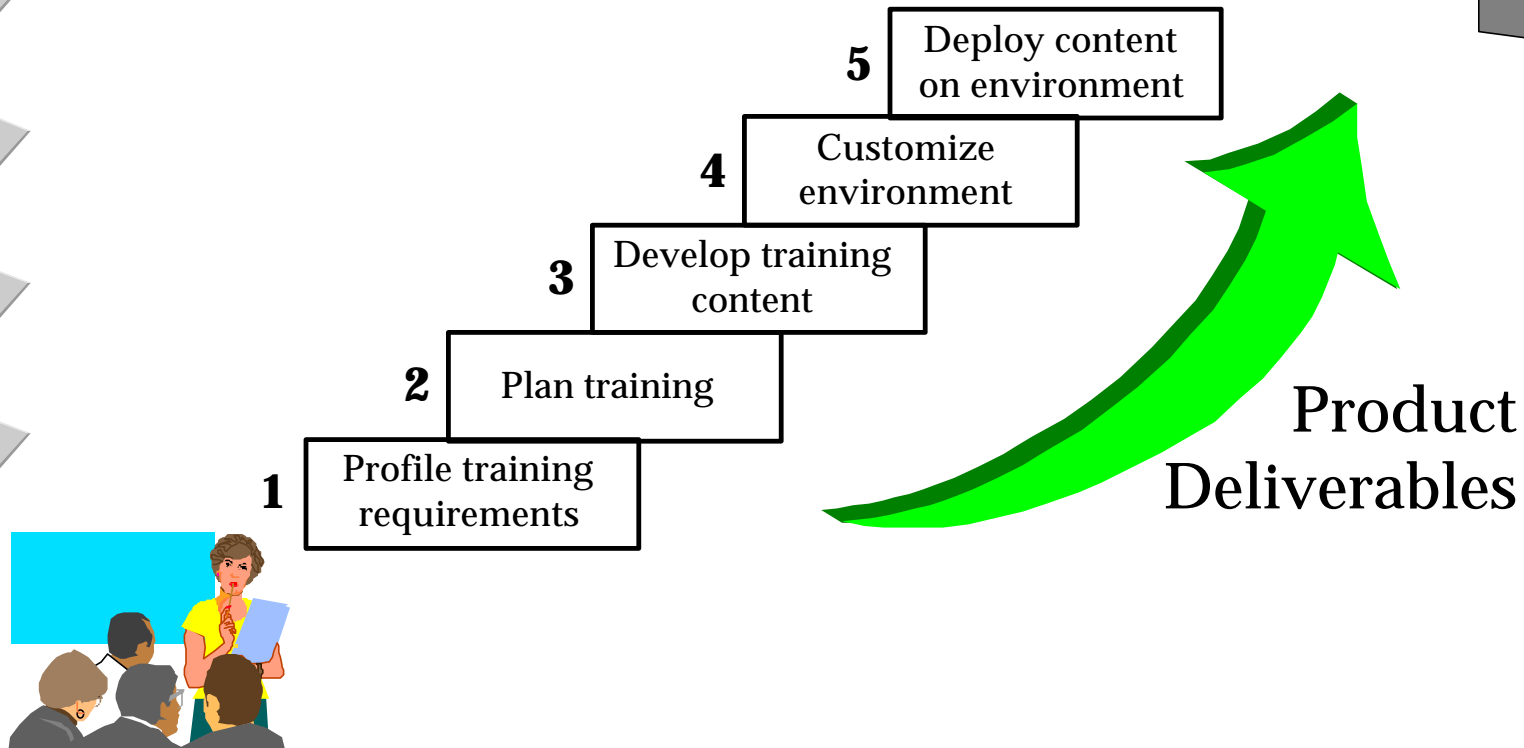 5
Deploy content
on environment
4
Customize
environment
3
Develop training
content
2
Plan training
1
Profile training
requirements
Product
Deliverables